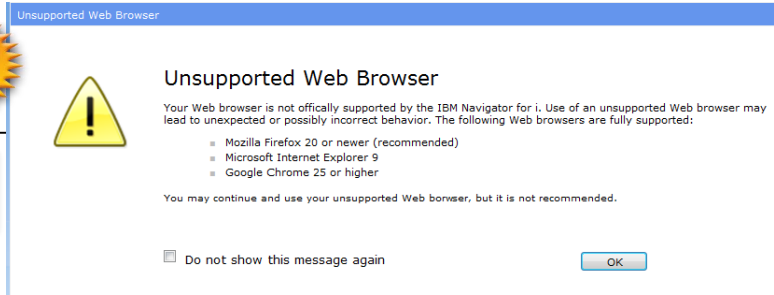 Unsupported Web Browser
Unsupported Web Browser
Your Web browser is not offically supported by the IBM Navigator for i. Use of an unsupported Web browser may
lead to unexpected or possibly incorrect behavior. The following Web browsers are fully supported:
Mozilla Firefox 20 or newer (recommended)
Microsoft Internet Explorer 9
Google Chrome 25 or higher
You may continue and use your unsupported Web borwser, but it is not recommended.
Do not show this message again
OK